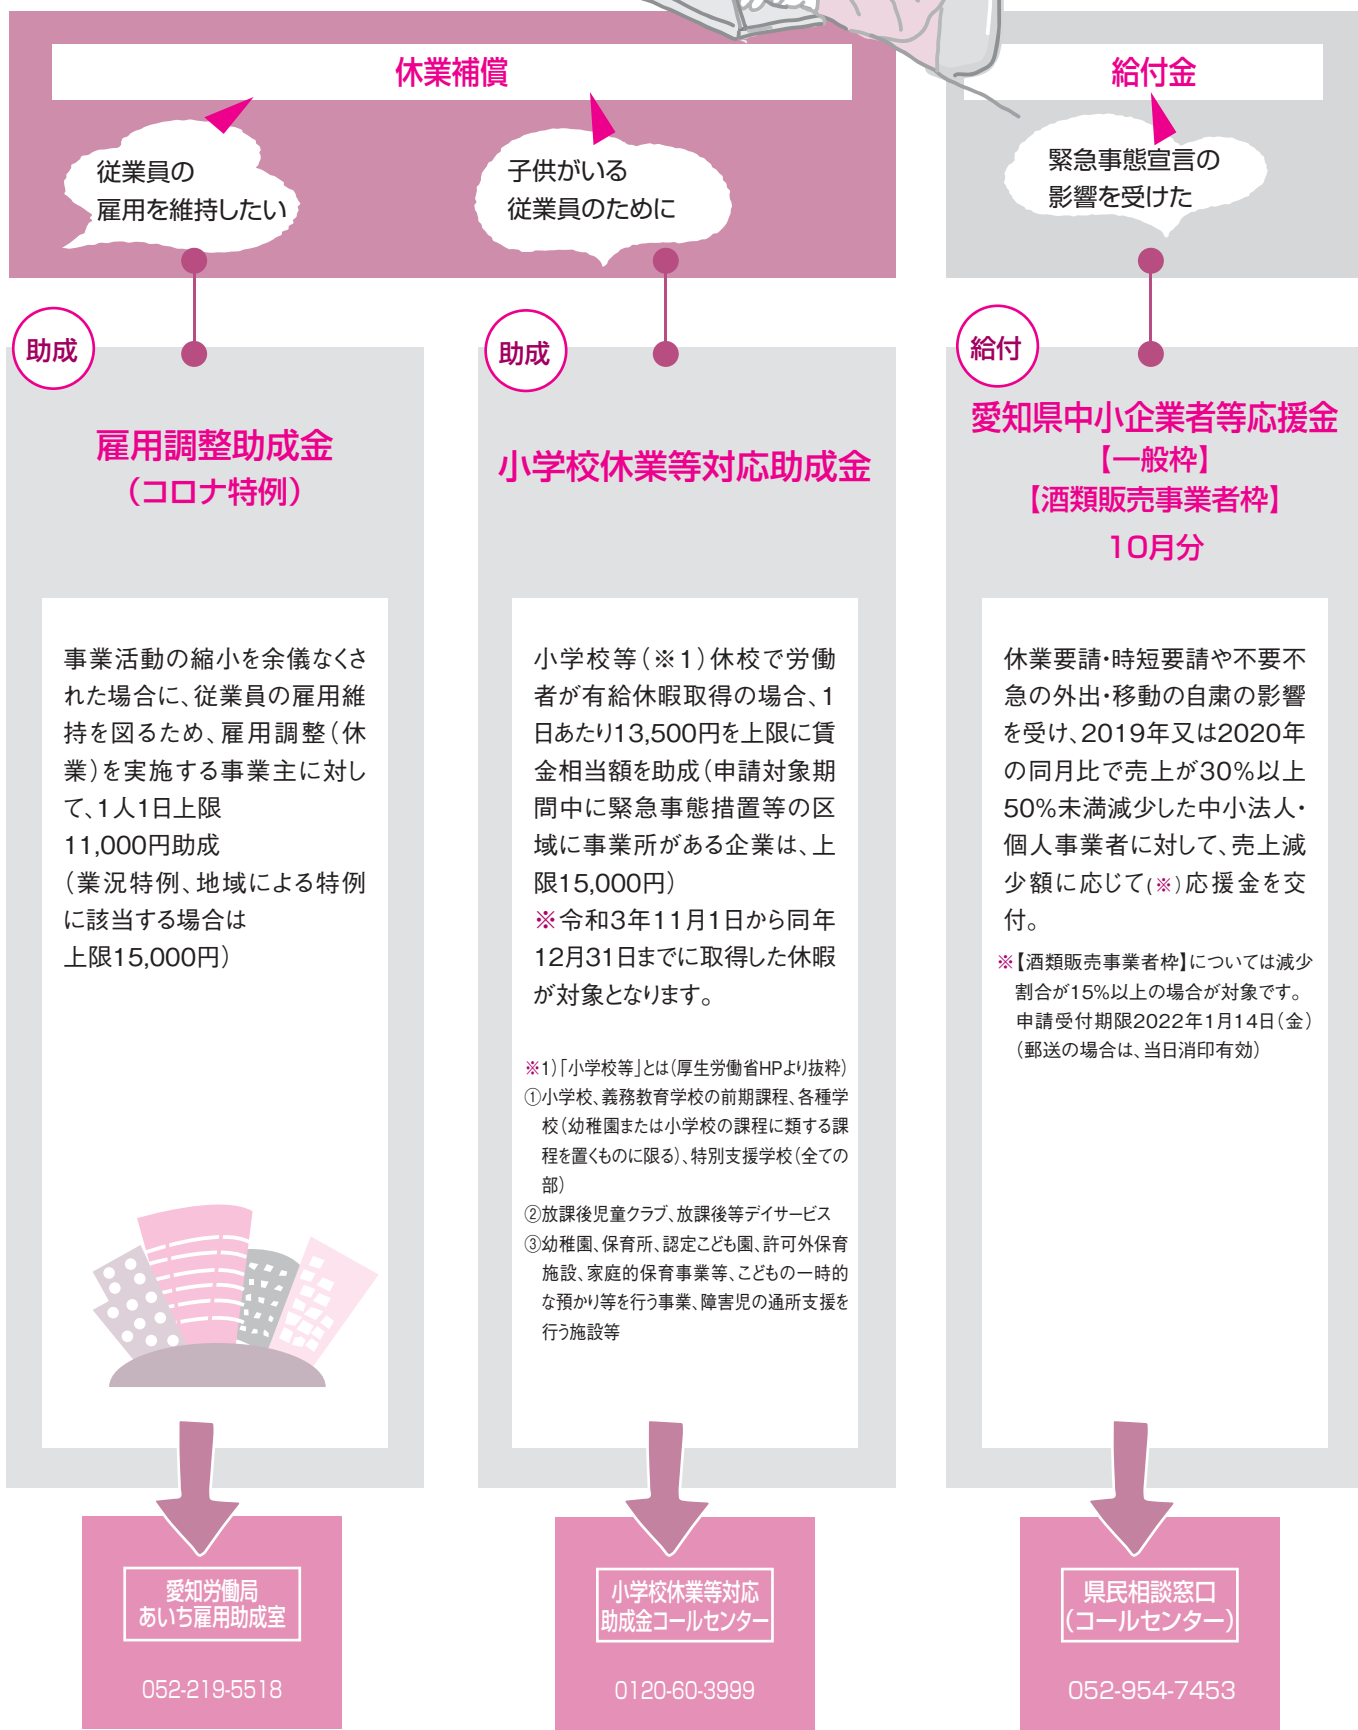 休業補償
従業員の
雇用を維持したい
子供がいる
従業員のために
助成
雇用調整助成金
（コロナ特例）
事業活動の縮小を余儀なくさ
れた場合に、従業員の雇用維
持を図るため、雇用調整（休
業）を実施する事業主に対し
て、1人1日上限
11,000円助成
（業況特例、地域による特例
に該当する場合は
上限15,000円）
愛知労働局
あいち雇用助成室
052-219-5518
助成
小学校休業等対応助成金
小学校等（※1）休校で労働
者が有給休暇取得の場合、1
日あたり13,500円を上限に賃
金相当額を助成（申請対象期
間中に緊急事態措置等の区
域に事業所がある企業は、上
限15,000円）
※令和3年11月1日から同年
12月31日までに取得した休暇
が対象となります。
※1）「小学校等」とは（厚生労働省HPより抜粋）
①小学校、義務教育学校の前期課程、各種学
校（幼稚園または小学校の課程に類する課
程を置くものに限る）、特別支援学校（全ての
部）
②放課後児童クラブ、放課後等デイサービス
③幼稚園、保育所、認定こども園、許可外保育
施設、家庭的保育事業等、こどもの一時的
な預かり等を行う事業、障害児の通所支援を
行う施設等
小学校休業等対応
助成金コールセンター
0120-60-3999
給付金
緊急事態宣言の
影響を受けた
給付
愛知県中小企業者等応援金
【一般枠】
【酒類販売事業者枠】
10月分
休業要請・時短要請や不要不
急の外出・移動の自粛の影響
を受け、2019年又は2020年
の同月比で売上が30％以上
50％未満減少した中小法人・
個人事業者に対して、売上減
少額に応じて（※）応援金を交
付。
※【酒類販売事業者枠】については減少
割合が15％以上の場合が対象です。
申請受付期限2022年1月14日（金）
（郵送の場合は、当日消印有効）
県民相談窓口
（コールセンター）
052-954-7453